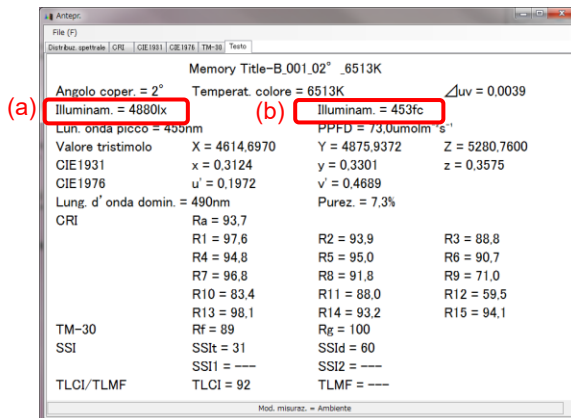 Antepr.
File (F)
Distribuz. spettrale CRI CIE1931 CIE1976 TM-30 Testo
Memory Title-B_001_02° _6513K
Angolo coper. = 2° Temperat. colore = 6513K ⊿uv = 0,0039
(a) Illuminam. = 4880lx (b) Illuminam. = 453fc
Lun. onda picco = 455nm PPFD = 73,0umolm⁻²s⁻¹
Valore tristimolo X = 4614,6970 Y = 4875,9372 Z = 5280,7600
CIE1931 x = 0,3124 y = 0,3301 z = 0,3575
CIE1976 u' = 0,1972 v' = 0,4689
Lung. d'onda domin. = 490nm Purez. = 7,3%
CRI Ra = 93,7
R1 = 97,6 R2 = 93,9 R3 = 88,8
R4 = 94,8 R5 = 95,0 R6 = 90,7
R7 = 96,8 R8 = 91,8 R9 = 71,0
R10 = 83,4 R11 = 88,0 R12 = 59,5
R13 = 98,1 R14 = 93,2 R15 = 94,1
TM-30 Rf = 89 Rg = 100
SSI SSIt = 31 SSId = 60
SSI1 = --- SSI2 = ---
TLCI/TLMF TLCI = 92 TLMF = ---
Mod. misuraz. = Ambiente